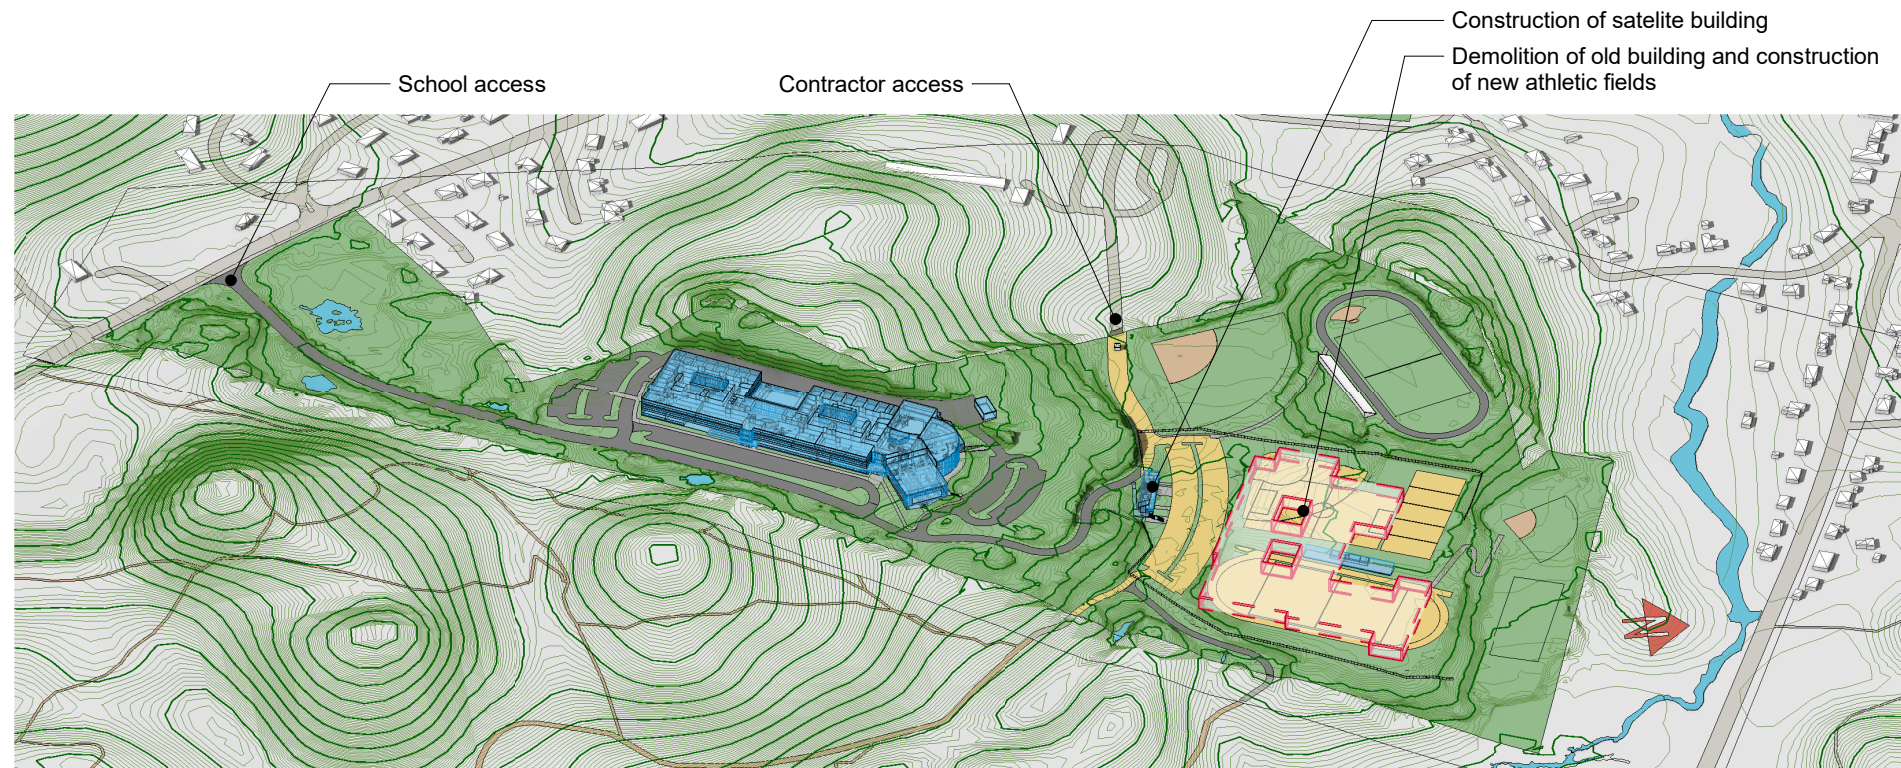 Construction of satelite building
Demolition of old building and construction
of new athletic fields
School access
Contractor access